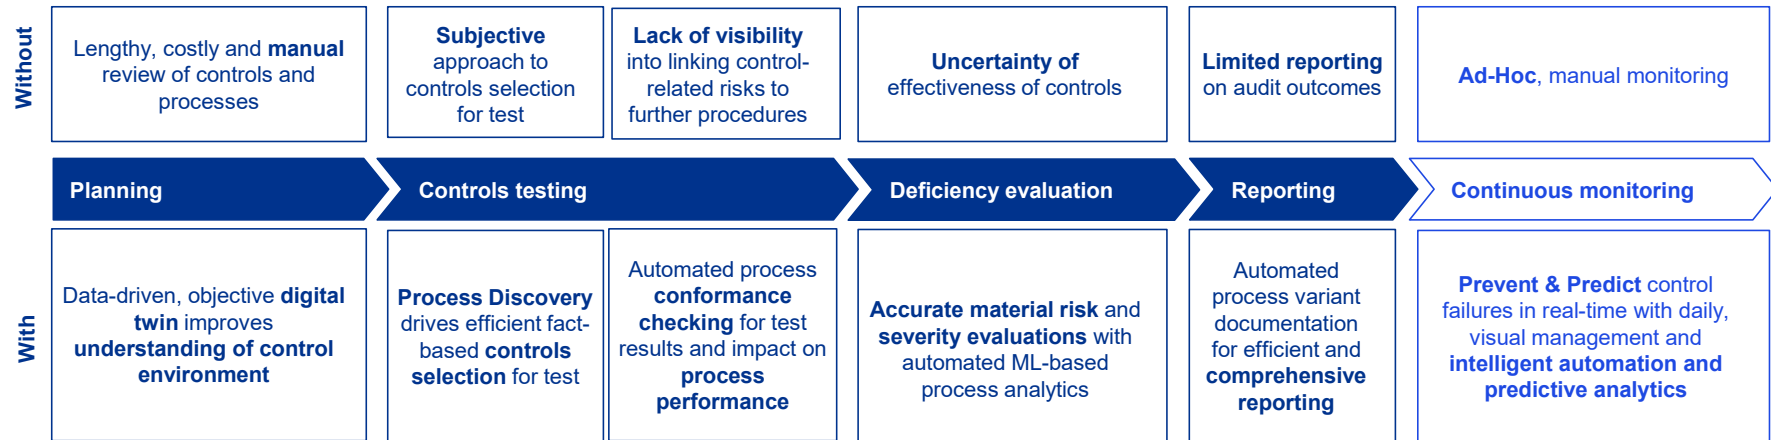 Without
Lengthy, costly and manual
review of controls and
processes
Subjective
approach to
controls selection
for test
Lack of visibility
into linking control-
related risks to
further procedures
Uncertainty of
effectiveness of controls
Limited reporting
on audit outcomes
Ad-Hoc, manual monitoring
Planning
Controls testing
Deficiency evaluation
Reporting
Continuous monitoring
With
Data-driven, objective digital
twin improves
understanding of control
environment
Process Discovery
drives efficient fact-
based controls
selection for test
Automated process
conformance
checking for test
results and impact on
process
performance
Accurate material risk and
severity evaluations with
automated ML-based
process analytics
Automated
process variant
documentation
for efficient and
comprehensive
reporting
Prevent & Predict control
failures in real-time with daily,
visual management and
intelligent automation and
predictive analytics